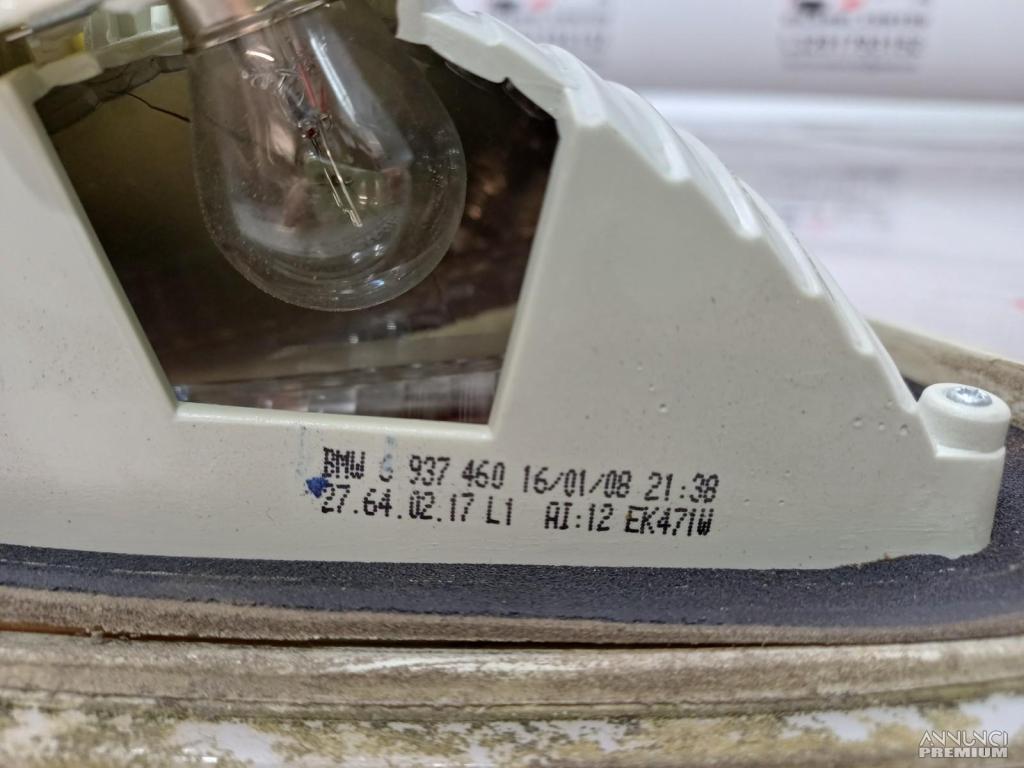 BMW 6 937 460 16/01/08 21:38
27.64.02.17 L1 AI:12 EK471W
ANNUNCI
PREMIUM